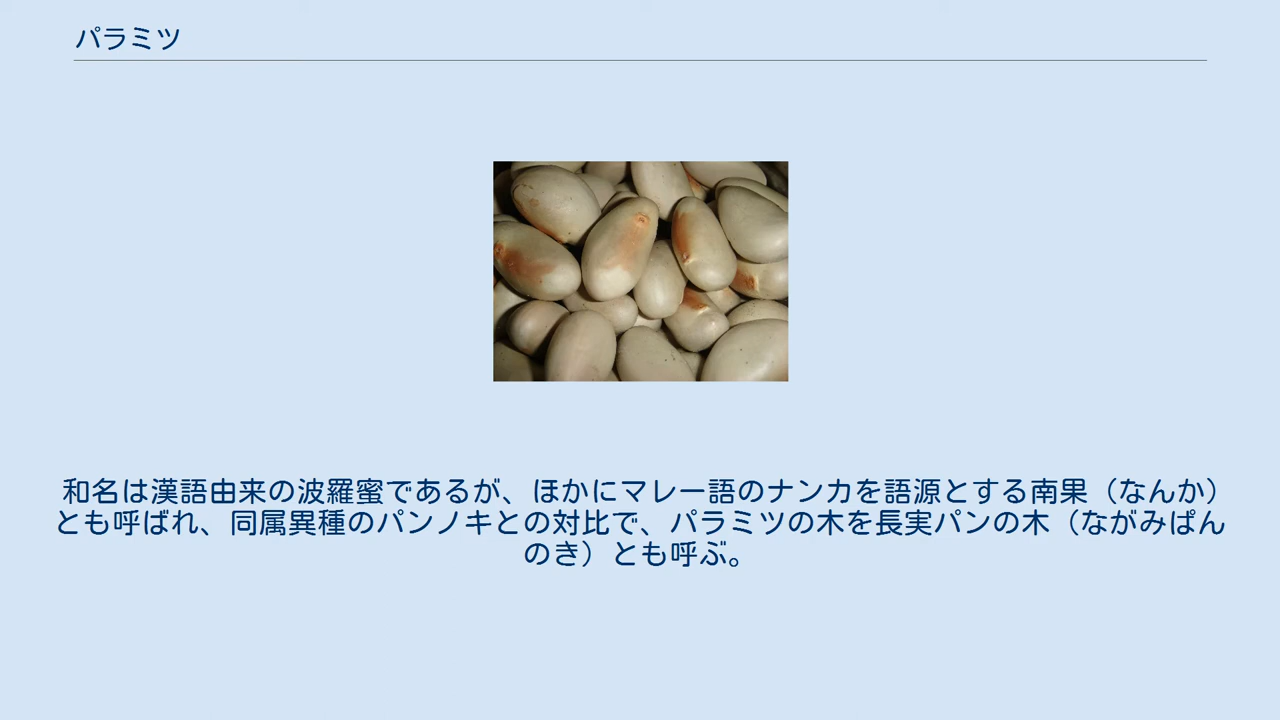 パラミツ
和名は漢語由来の波羅蜜であるが、ほかにマレー語のナンカを語源とする南果（なんか）
とも呼ばれ、同属異種のパンノキとの対比で、パラミツの木を長実パンの木（ながみぱん
のき）とも呼ぶ。